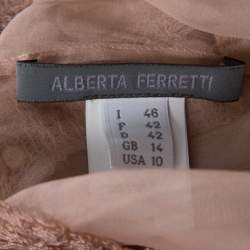 ALBERTA FERRETTI
I 46
F 42
D 42
GB 14
USA 10